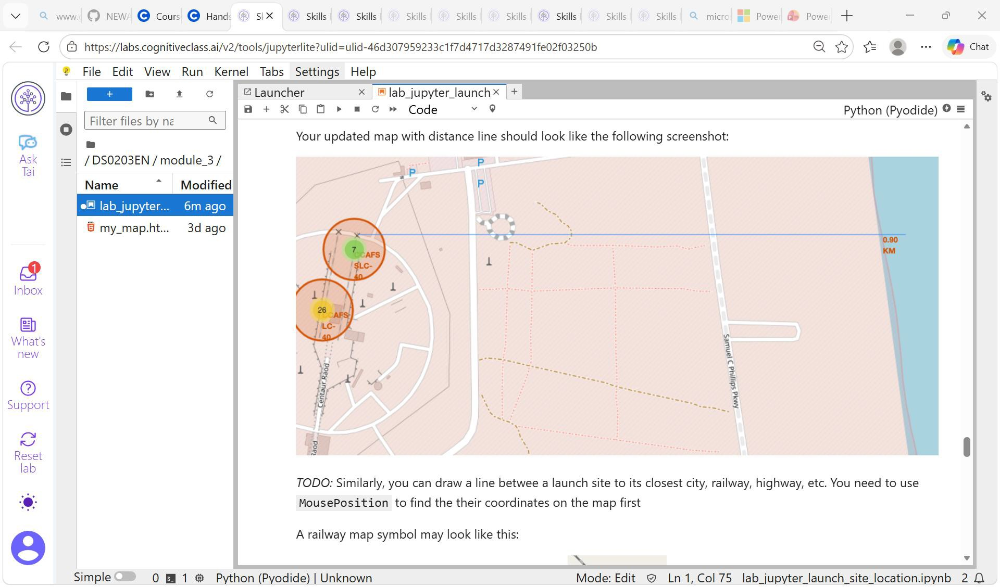 www.g
NEWA
Cours
Hands
S
Skills
Skills
Skills
Skills
Skills
Skills
Skills
Skills
micro
Power
Power
https://labs.cognitiveclass.ai/v2/tools/jupyterlite?ulid=ulid-46d307959233c1f7d4717d3287491fe02f03250b
Chat
File Edit View Run Kernel Tabs Settings Help
Ask
Tai
1
Inbox
What's
new
Support
Reset
lab
Filter files by na
/ DS0203EN / module_3 /
Name Modified
lab_jupyter... 6m ago
my_map.ht... 3d ago
Launcher
lab_jupyter_launch
Code
Python (Pyodide)
Your updated map with distance line should look like the following screenshot:
P
P
P
7
CCAFS
SLC-
40
26
CCAFS
LC-
40
0.90
KM
Centaur Raod
Raod
Samuel C Phillips Pkwy
TODO: Similarly, you can draw a line betwee a launch site to its closest city, railway, highway, etc. You need to use
MousePosition to find the their coordinates on the map first
A railway map symbol may look like this:
Simple 0 1 Python (Pyodide) | Unknown Mode: Edit Ln 1, Col 75 lab_jupyter_launch_site_location.ipynb 2